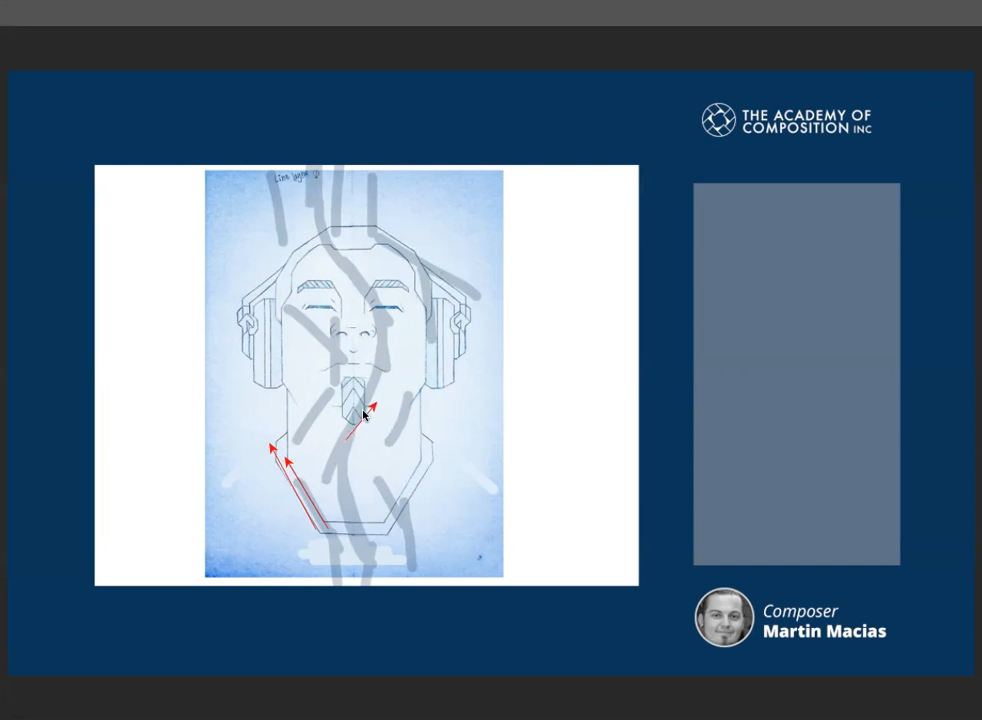 THE ACADEMY OF
COMPOSITION INC
Composer
Martin Macias